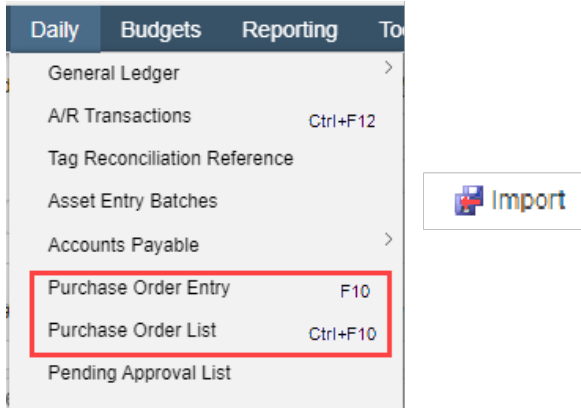 Daily Budgets Reporting To
General Ledger
A/R Transactions Ctrl+F12
Tag Reconciliation Reference
Asset Entry Batches
Accounts Payable
Import
Purchase Order Entry F10
Purchase Order List Ctrl+F10
Pending Approval List